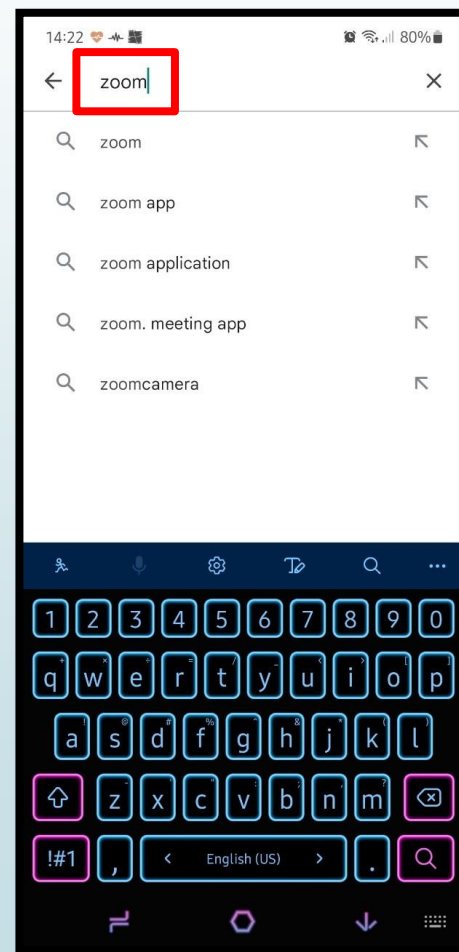 14:22 80%
zoom
zoom
zoom app
zoom application
zoom. meeting app
zoomcamera
1 2 3 4 5 6 7 8 9 0
q w e r t y u i o p
a s d f g h j k l
z x c v b n m
!#1 , < English (US) > .